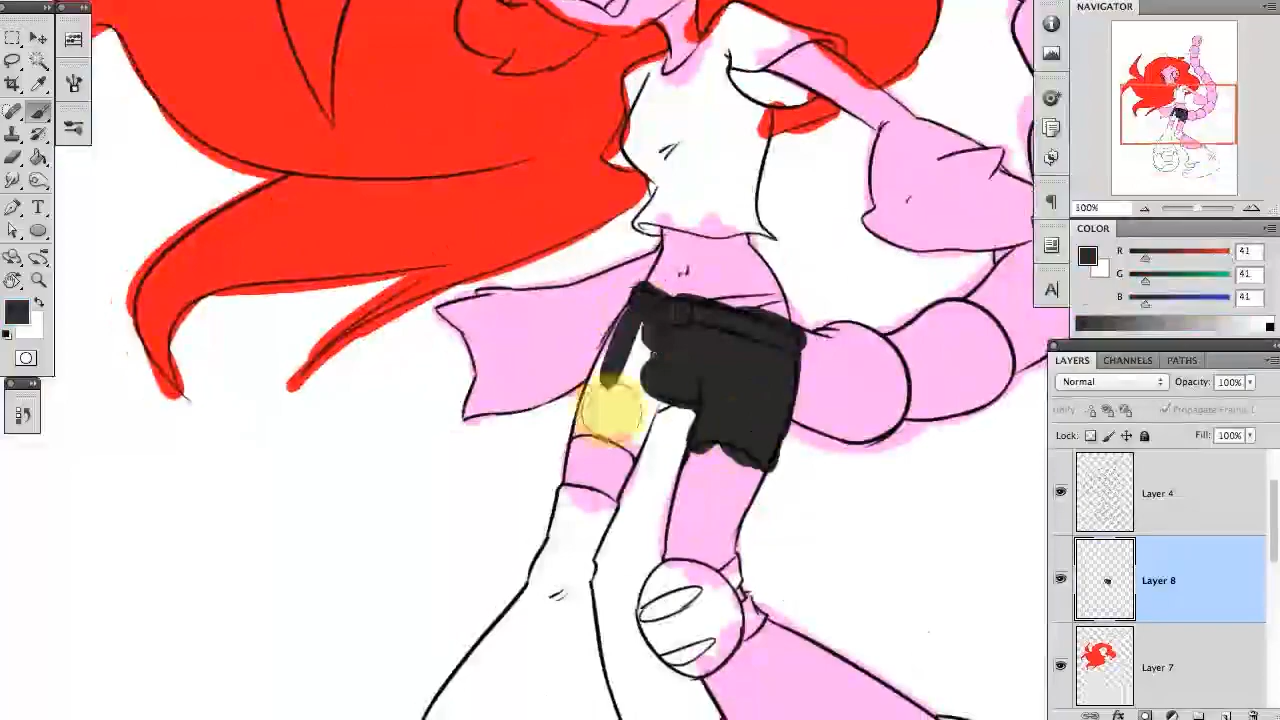 NAVIGATOR
100%
COLOR
R 41
G 41
B 41
LAYERS CHANNELS PATHS
Normal Opacity: 100%
Unify: Propagate Frame 1
Lock: Fill: 100%
Layer 4
Layer 8
Layer 7